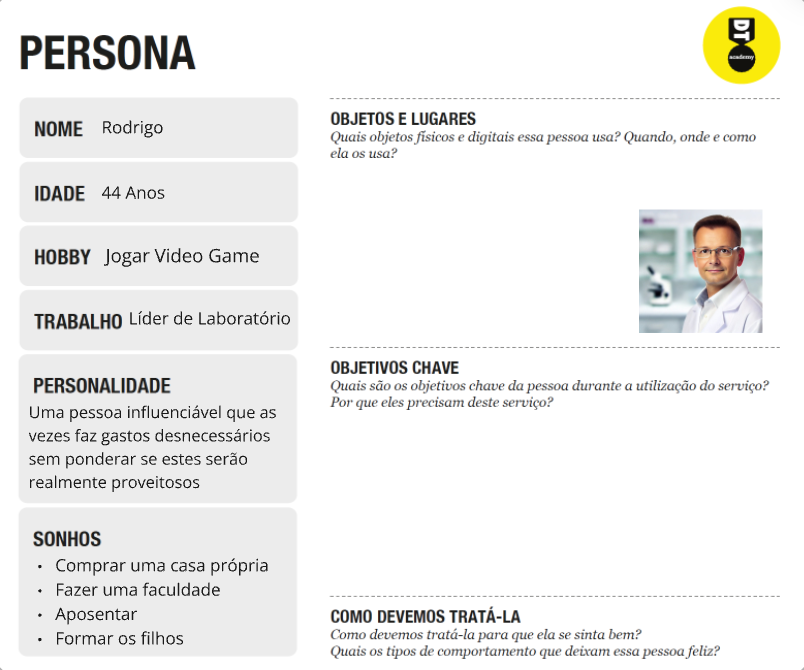 PERSONA
DT
academy
NOME Rodrigo
IDADE 44 Anos
HOBBY Jogar Video Game
TRABALHO Líder de Laboratório
PERSONALIDADE
Uma pessoa influenciável que as
vezes faz gastos desnecessários
sem ponderar se estes serão
realmente proveitosos
SONHOS
• Comprar uma casa própria
• Fazer uma faculdade
• Aposentar
• Formar os filhos
OBJETOS E LUGARES
Quais objetos físicos e digitais essa pessoa usa? Quando, onde e como
ela os usa?
OBJETIVOS CHAVE
Quais são os objetivos chave da pessoa durante a utilização do serviço?
Por que eles precisam deste serviço?
COMO DEVEMOS TRATÁ-LA
Como devemos tratá-la para que ela se sinta bem?
Quais os tipos de comportamento que deixam essa pessoa feliz?